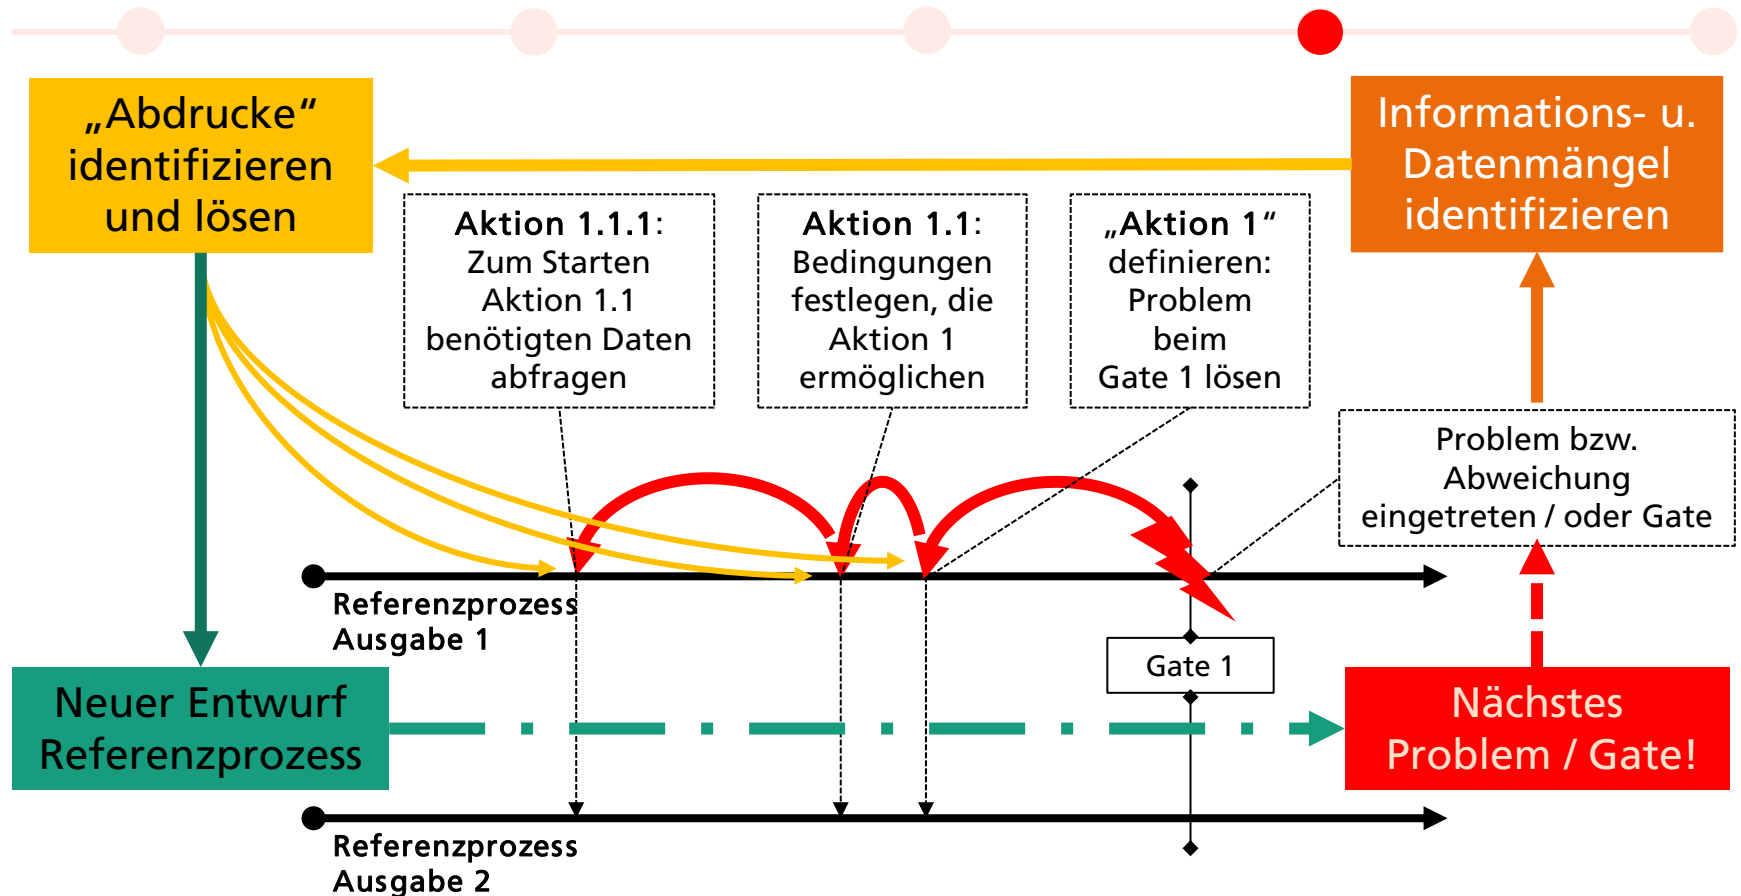 „Abdrucke“
identifizieren
und lösen
Informations- u.
Datenmängel
identifizieren
Aktion 1.1.1:
Zum Starten
Aktion 1.1
benötigten Daten
abfragen
Aktion 1.1:
Bedingungen
festlegen, die
Aktion 1
ermöglichen
„Aktion 1“
definieren:
Problem
beim
Gate 1 lösen
Problem bzw.
Abweichung
eingetreten / oder Gate
Referenzprozess
Ausgabe 1
Gate 1
Neuer Entwurf
Referenzprozess
Nächstes
Problem / Gate!
Referenzprozess
Ausgabe 2